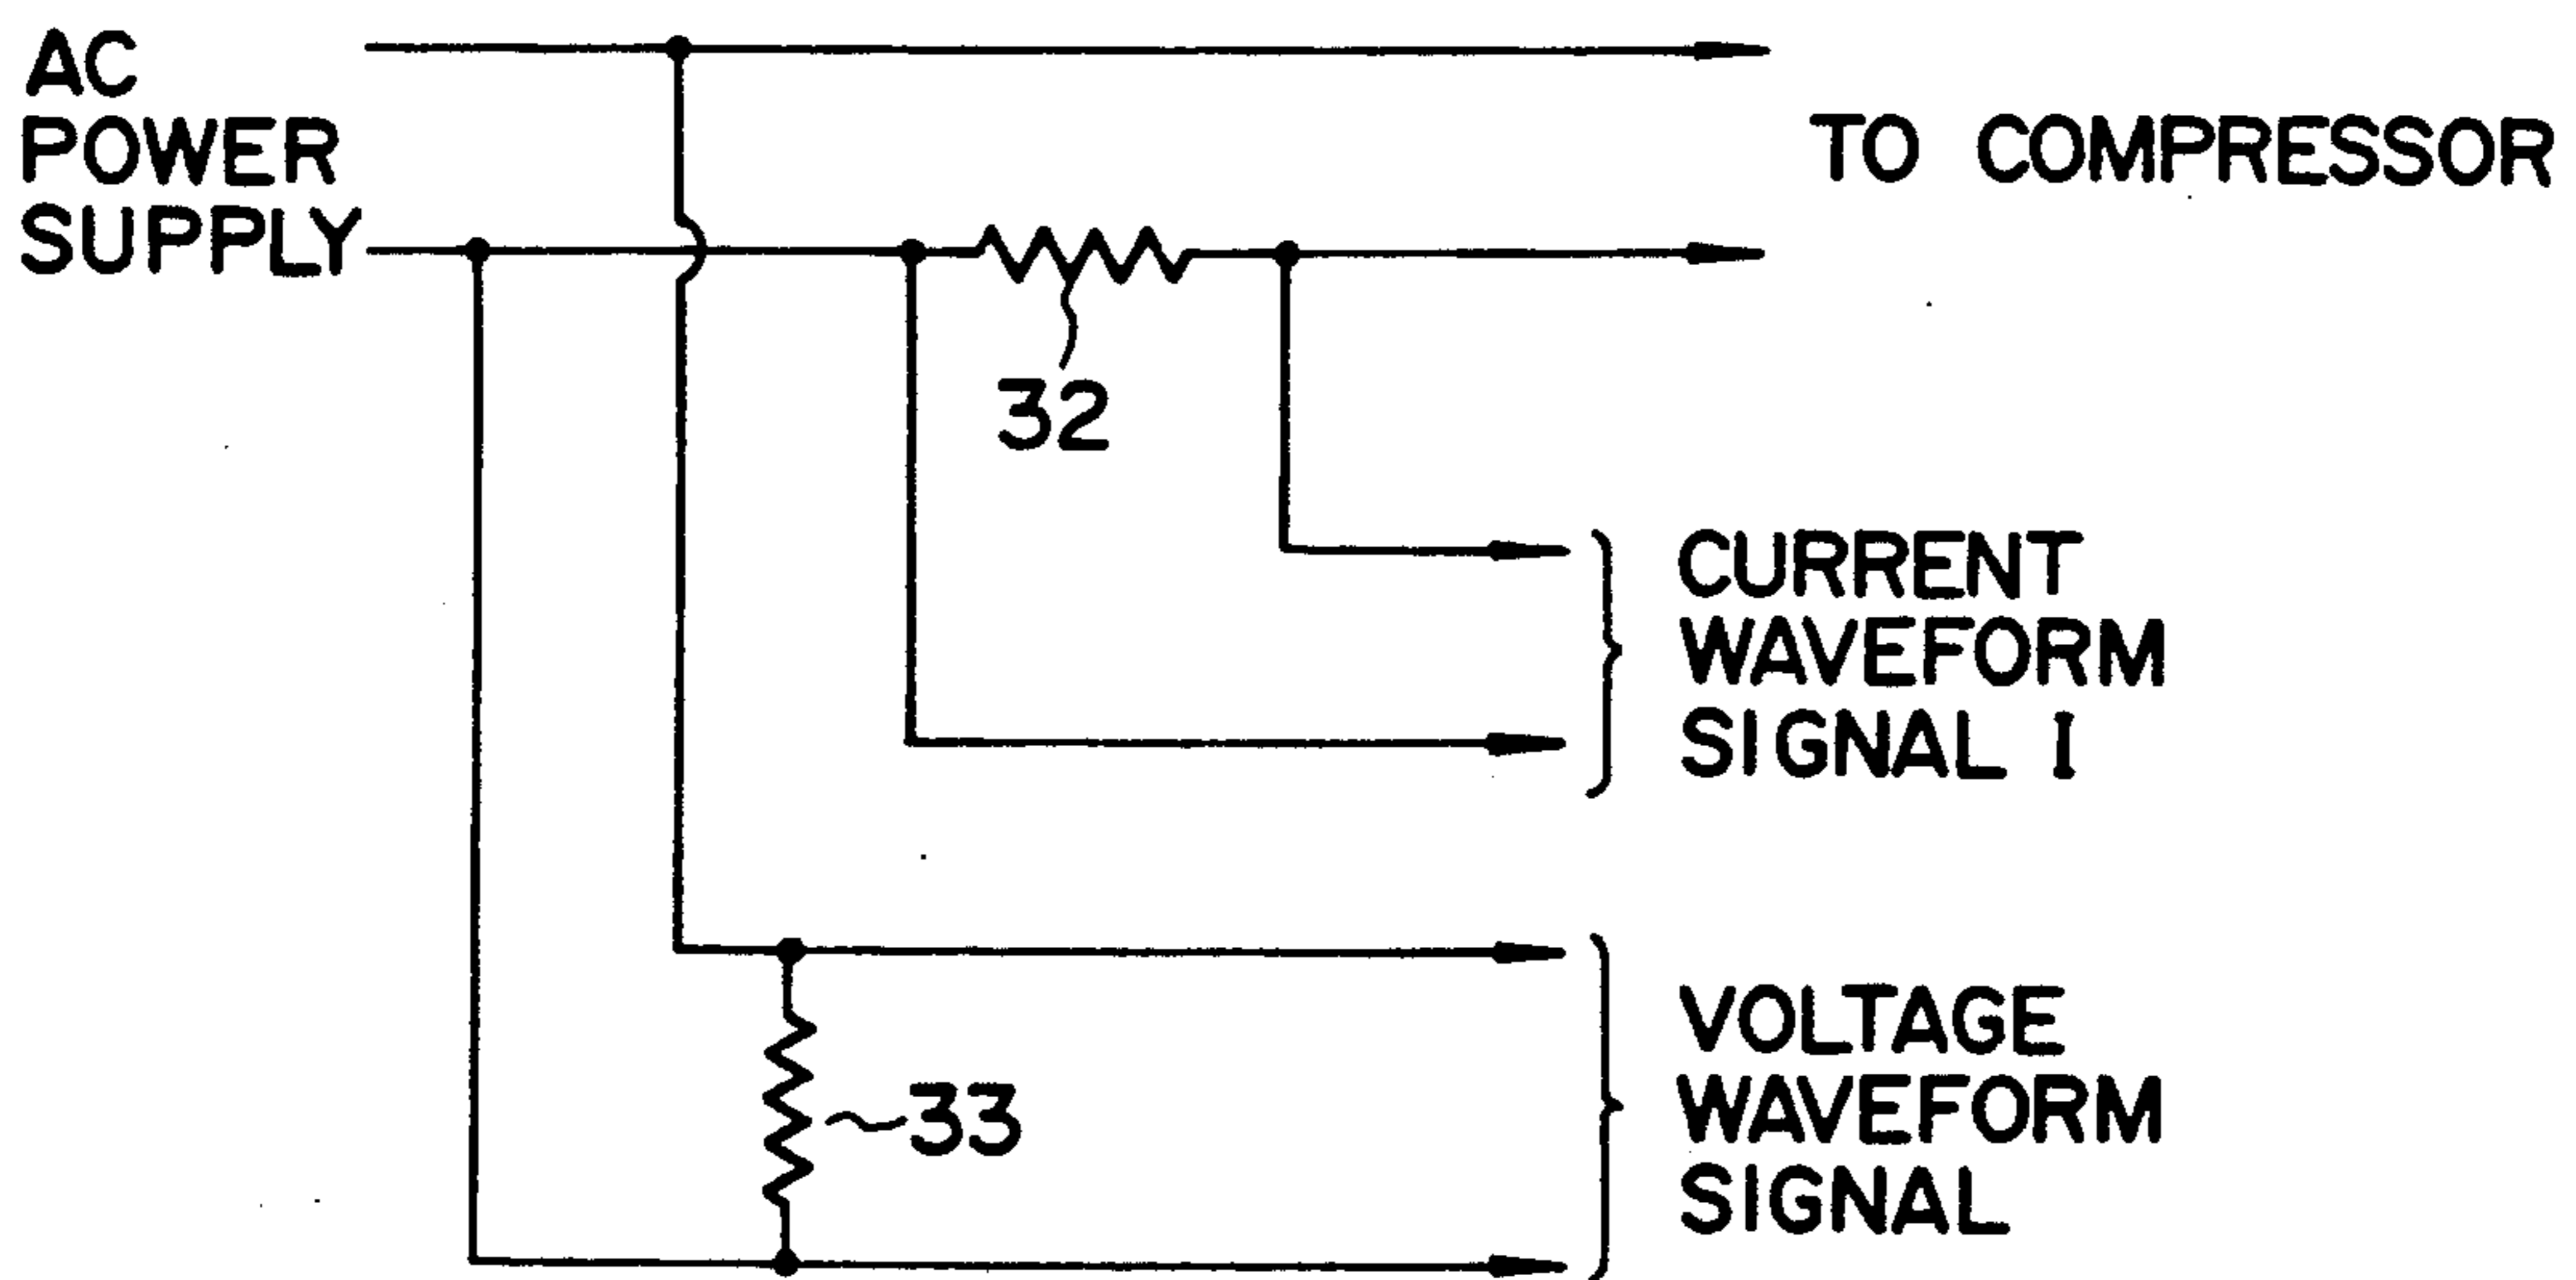 AC
POWER
SUPPLY
TO COMPRESSOR
32
CURRENT
WAVEFORM
SIGNAL I
33
VOLTAGE
WAVEFORM
SIGNAL